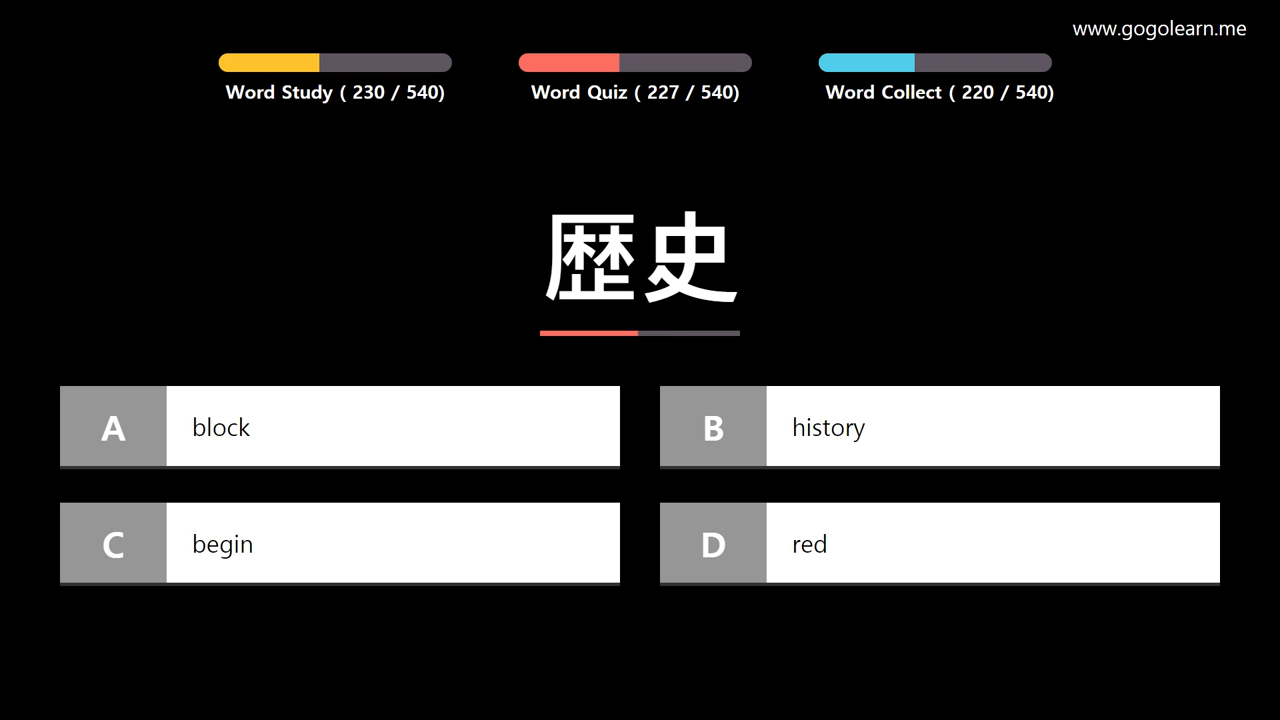 www.gogolearn.me
Word Study ( 230 / 540)
Word Quiz ( 227 / 540)
Word Collect ( 220 / 540)
歴史
A block
B history
C begin
D red